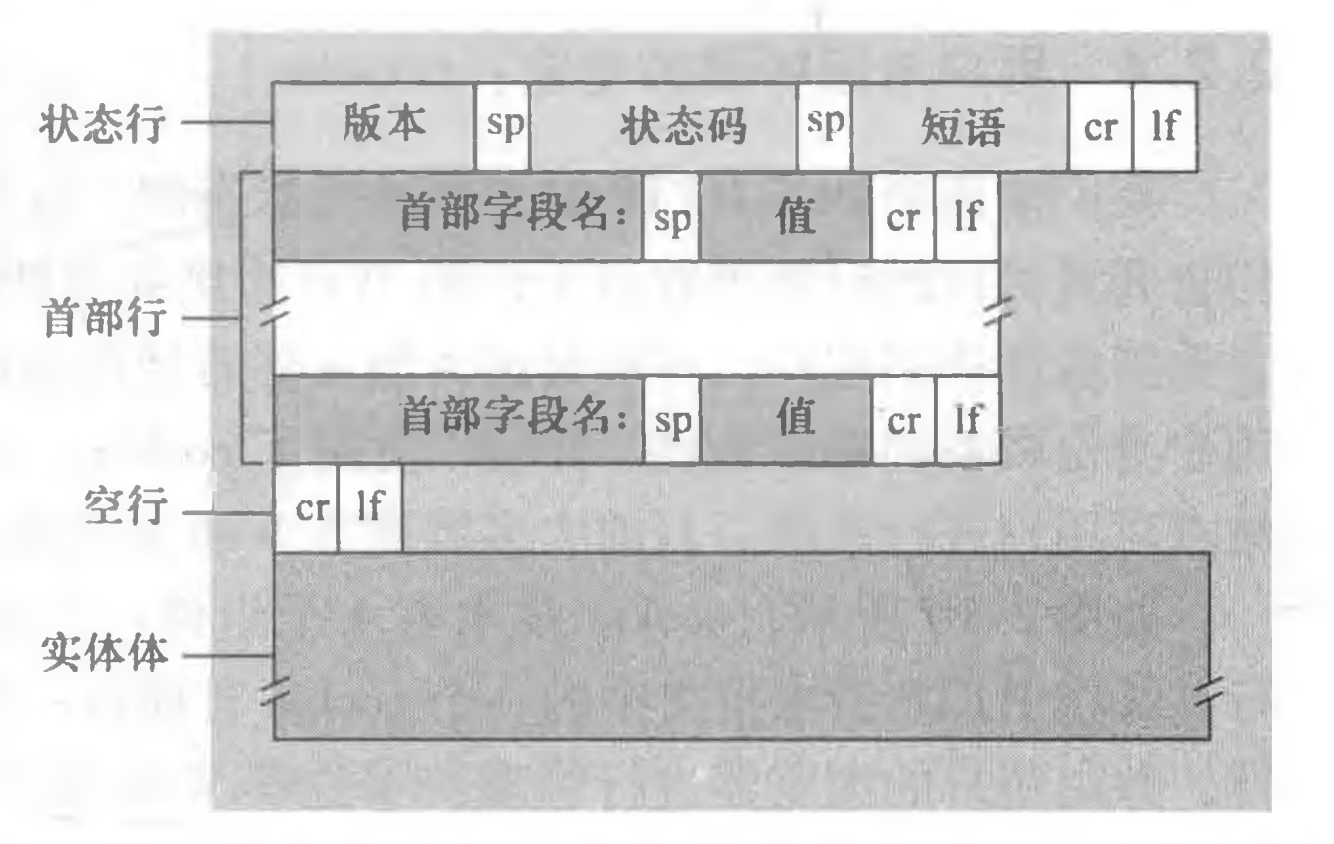 状态行 版本 sp 状态码 sp 短语 cr lf
首部字段名: sp 值 cr lf
首部行
首部字段名: sp 值 cr lf
空行 cr lf
实体体